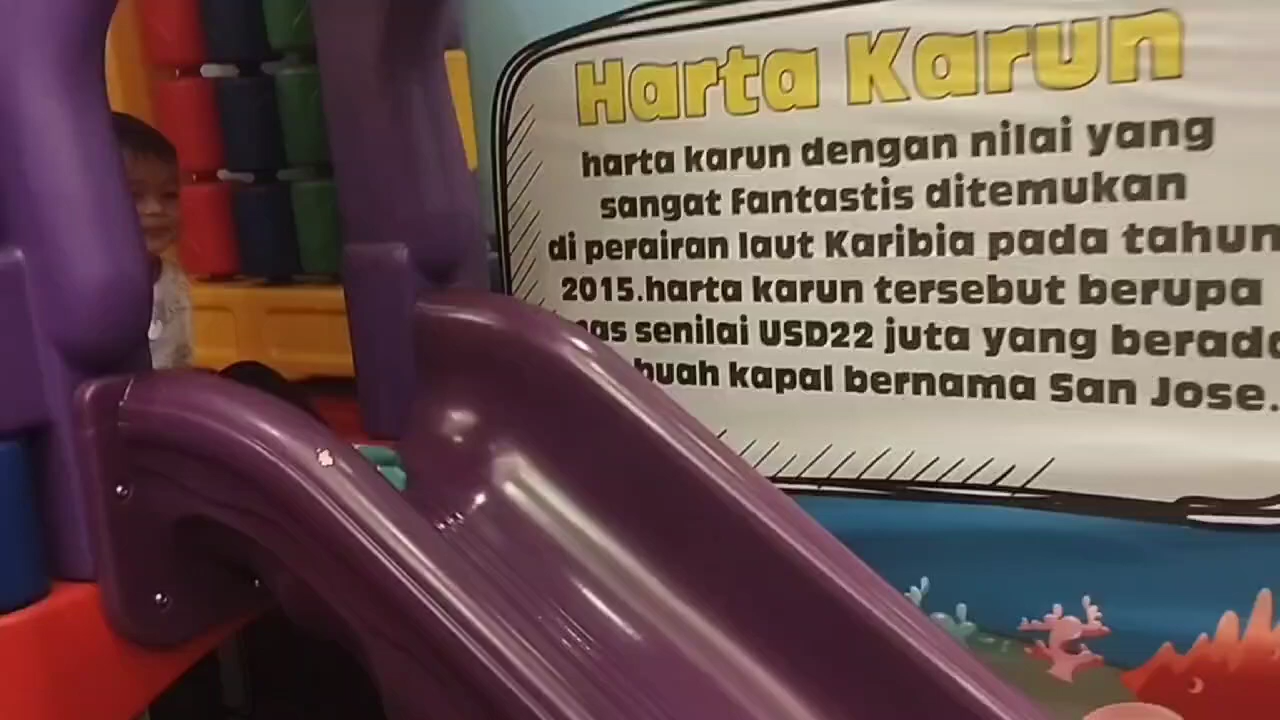 Harta Karun
harta karun dengan nilai yang
sangat Fantastis ditemukan
di perairan laut Karibia pada tahun
2015.harta karun tersebut berupa
senilai USD22 juta yang berada
kapal bernama San Jose.